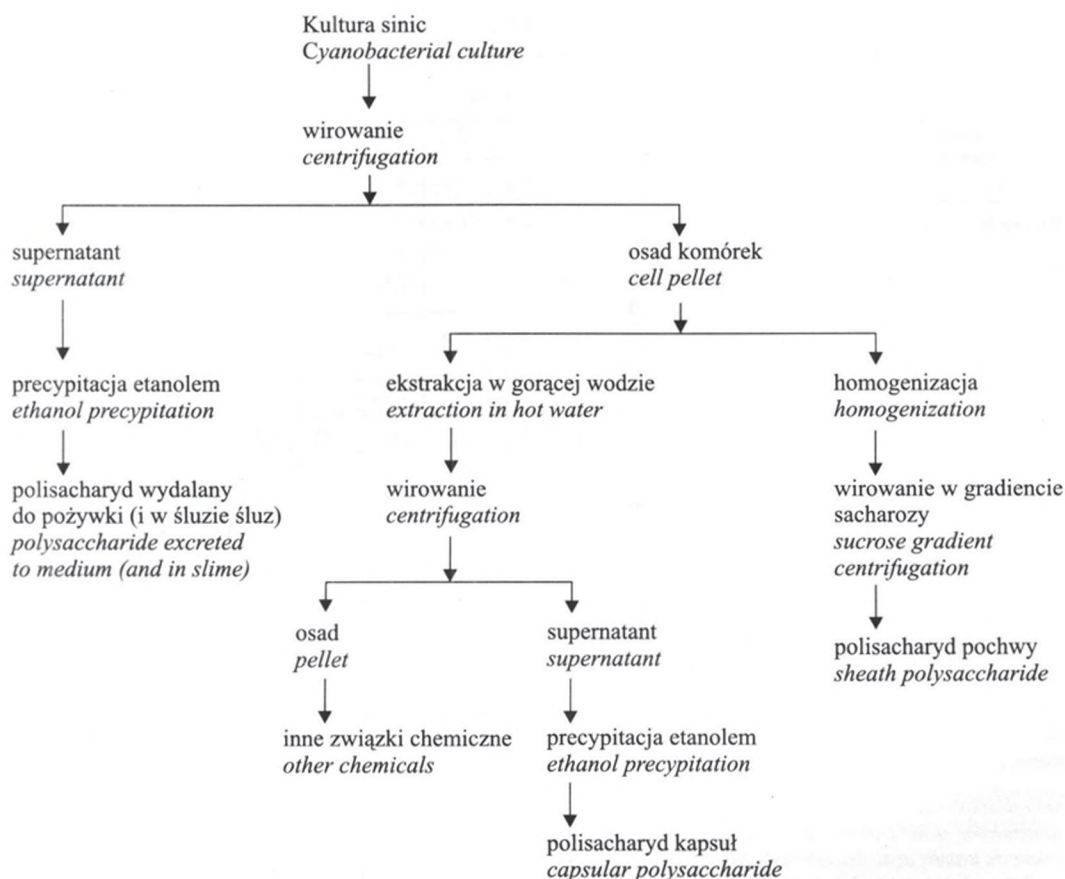 Kultura sinic
Cyanobacterial culture
wirowanie
centrifugation
supernatant
supernatant
osad komórek
cell pellet
precypitacja etanolem
ethanol precypitation
ekstrakcja w gorącej wodzie
extraction in hot water
homogenizacja
homogenization
polisacharyd wydalany
do pożywki (i w śluzie śluz)
polysaccharide excreted
to medium (and in slime)
wirowanie
centrifugation
wirowanie w gradiencie
sacharozy
sucrose gradient
centrifugation
osad
pellet
supernatant
supernatant
polisacharyd pochwy
sheath polysaccharide
inne związki chemiczne
other chemicals
precypitacja etanolem
ethanol precypitation
polisacharyd kapsuł
capsular polysaccharide